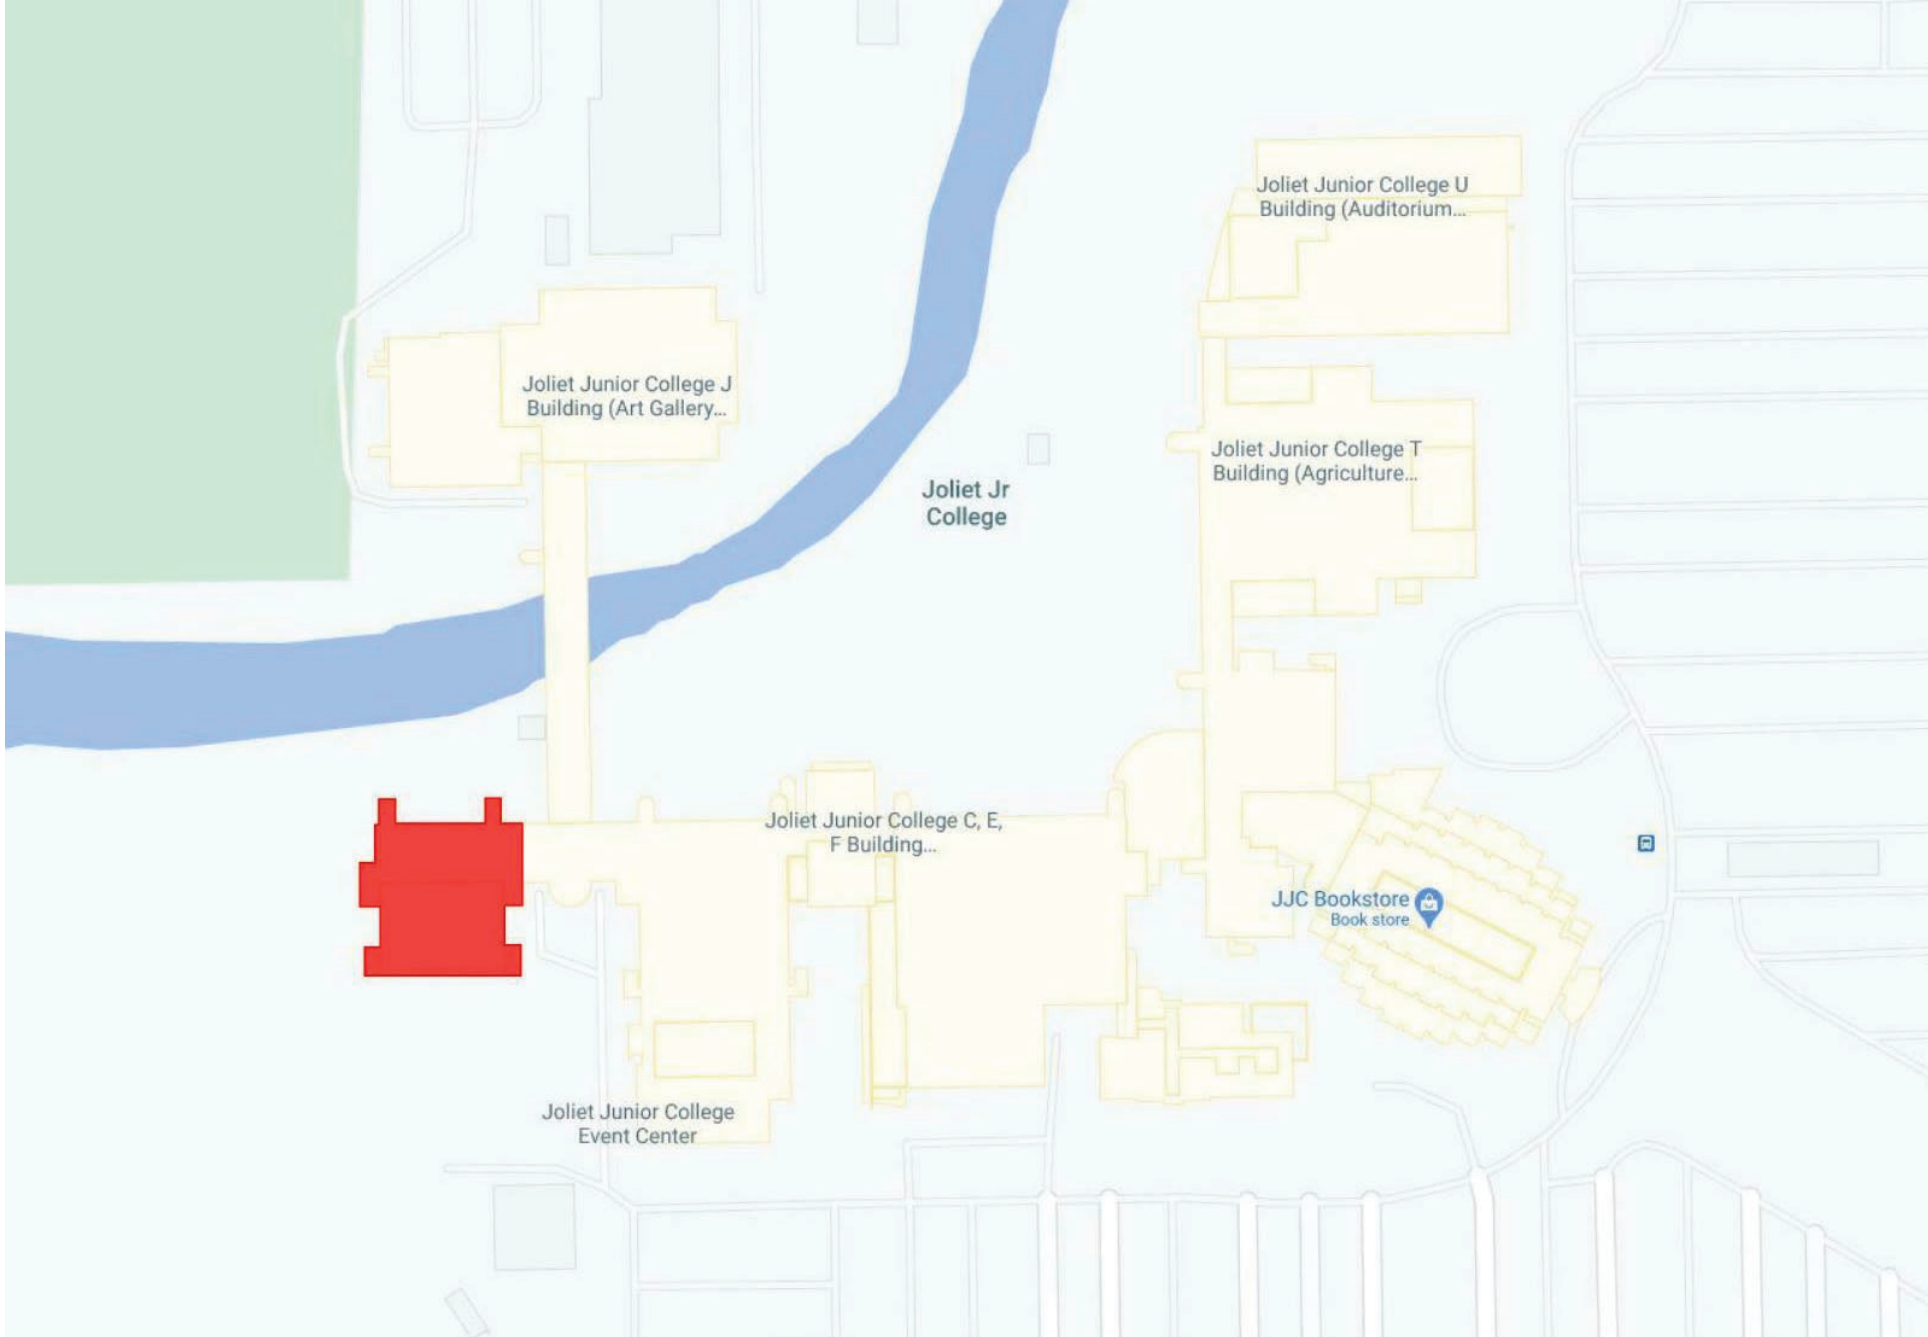 Joliet Junior College U
Building (Auditorium...
Joliet Junior College J
Building (Art Gallery...
Joliet Junior College T
Building (Agriculture...
Joliet Jr
College
Joliet Junior College C, E,
F Building...
JJC Bookstore
Book store
Joliet Junior College
Event Center